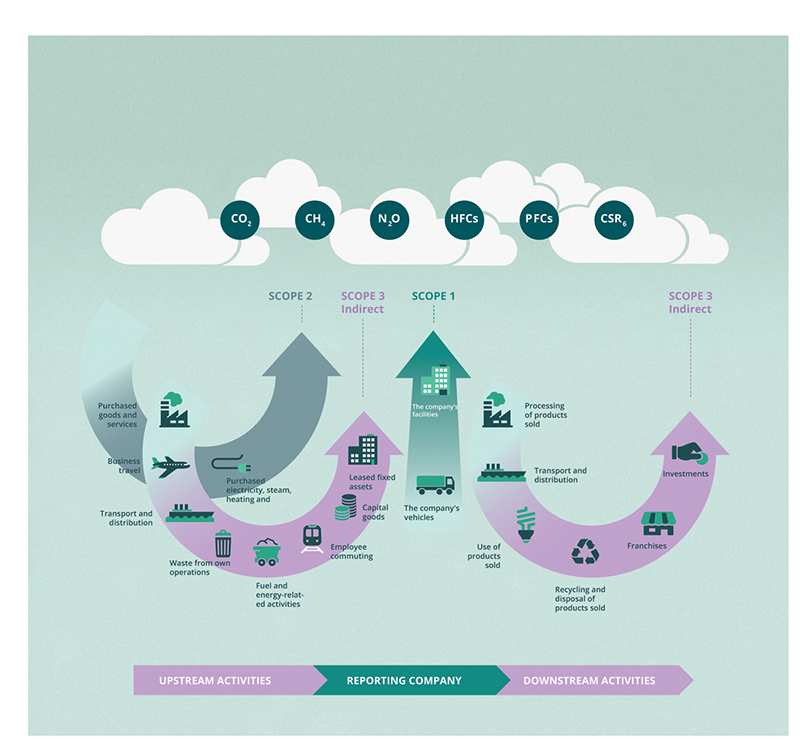 CO2
CH4
N2O
HFCs
PFCs
CSR6
SCOPE 2
SCOPE 3
Indirect
SCOPE 1
SCOPE 3
Indirect
Purchased
goods and
services
The company's
facilities
Processing
of products
sold
Business
travel
Purchased
electricity, steam,
heating and
Leased fixed
assets
Transport and
distribution
Investments
Transport and
distribution
Capital
goods
The company's
vehicles
Waste from own
operations
Employee
commuting
Use of
products
sold
Franchises
Fuel and
energy-relat-
ed activities
Recycling and
disposal of
products sold
UPSTREAM ACTIVITIES
REPORTING COMPANY
DOWNSTREAM ACTIVITIES